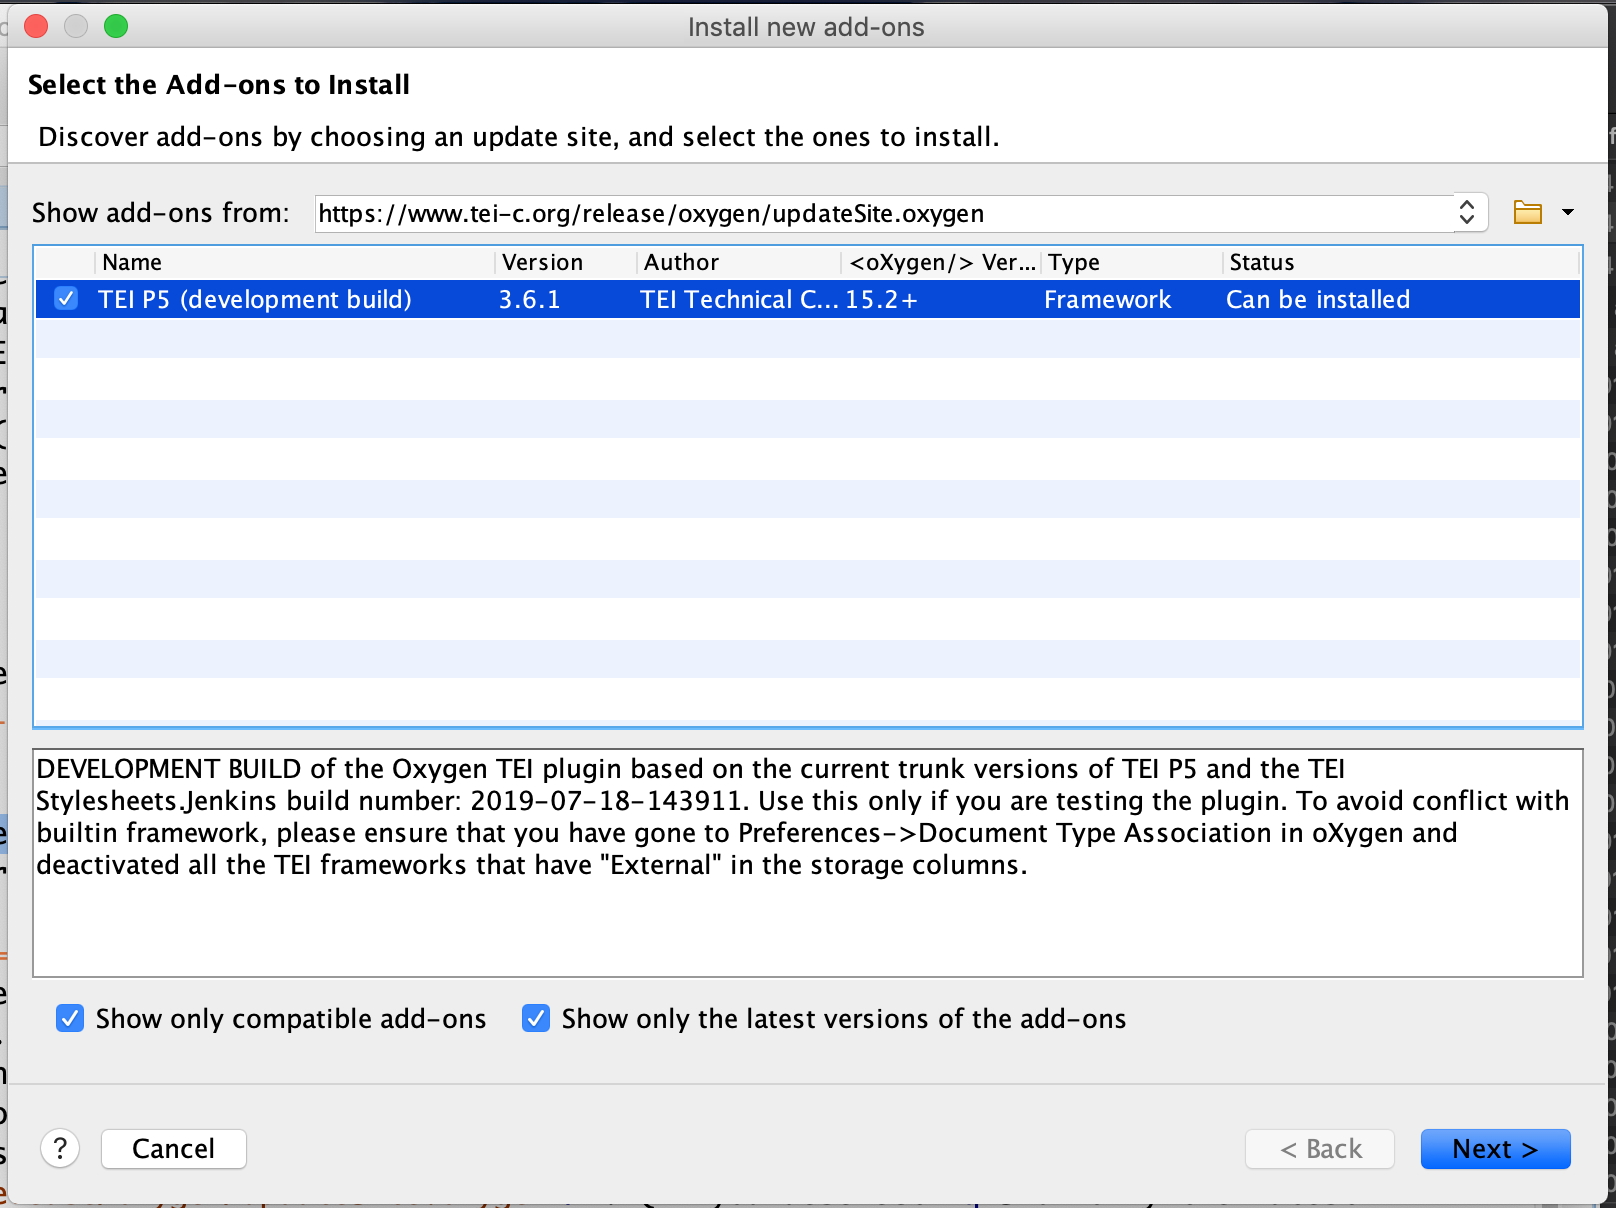 Install new add-ons
Select the Add-ons to Install
Discover add-ons by choosing an update site, and select the ones to install.
Show add-ons from: https://www.tei-c.org/release/oxygen/updateSite.oxygen
Name Version Author <oXygen/> Ver... Type Status
TEI P5 (development build) 3.6.1 TEI Technical C... 15.2+ Framework Can be installed
DEVELOPMENT BUILD of the Oxygen TEI plugin based on the current trunk versions of TEI P5 and the TEI
Stylesheets.Jenkins build number: 2019-07-18-143911. Use this only if you are testing the plugin. To avoid conflict with
builtin framework, please ensure that you have gone to Preferences->Document Type Association in oXygen and
deactivated all the TEI frameworks that have "External" in the storage columns.
Show only compatible add-ons Show only the latest versions of the add-ons
? Cancel < Back Next >